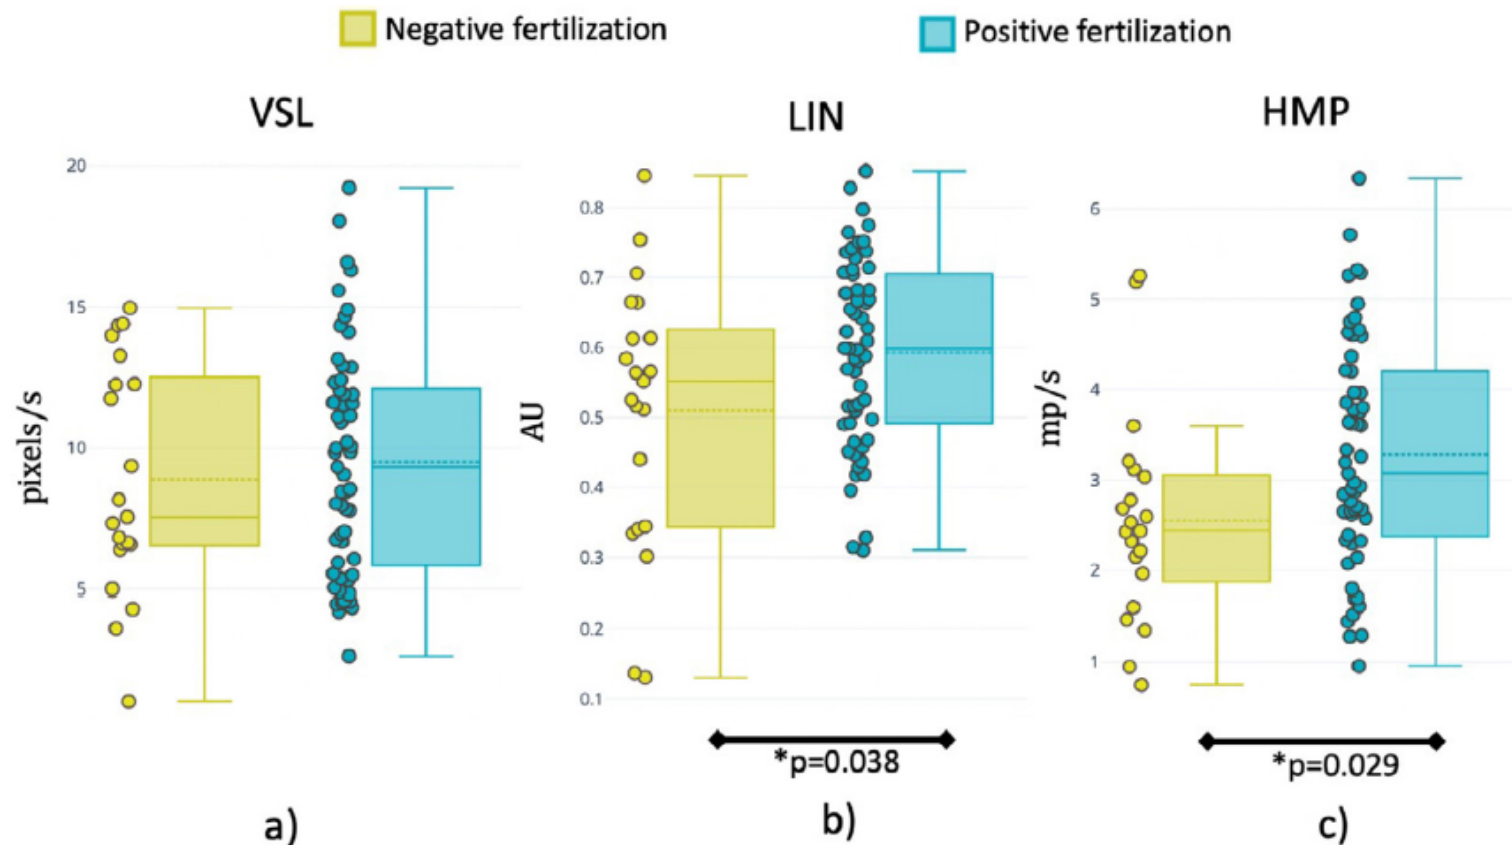 Negative fertilization
Positive fertilization
VSL
LIN
HMP
20
15
10
5
pixels/s
0.8
0.7
0.6
0.5
0.4
0.3
0.2
0.1
AU
6
5
4
3
2
1
mp/s
*p=0.038
*p=0.029
a)
b)
c)